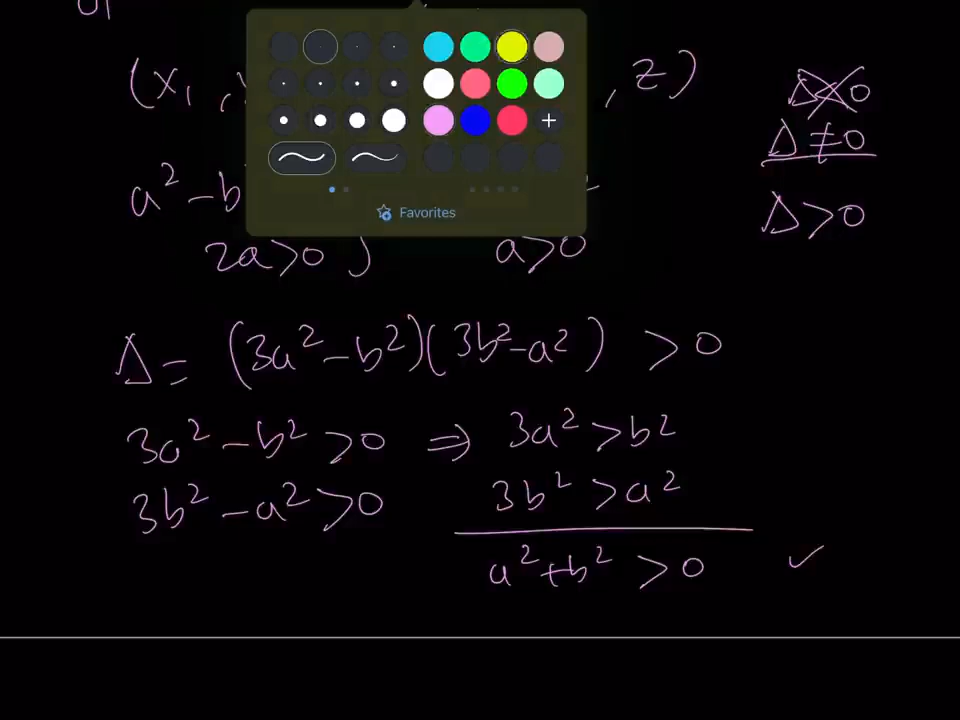 (x, , z)
Δ<0
Δ≠0
a² - b
Δ>0
2a>0
a>0
Δ = (3a² - b²)(3b² - a²) > 0
3a² - b² > 0 ⇒ 3a² > b²
3b² - a² > 0 3b² > a²
a² + b² > 0 ✓
Favorites